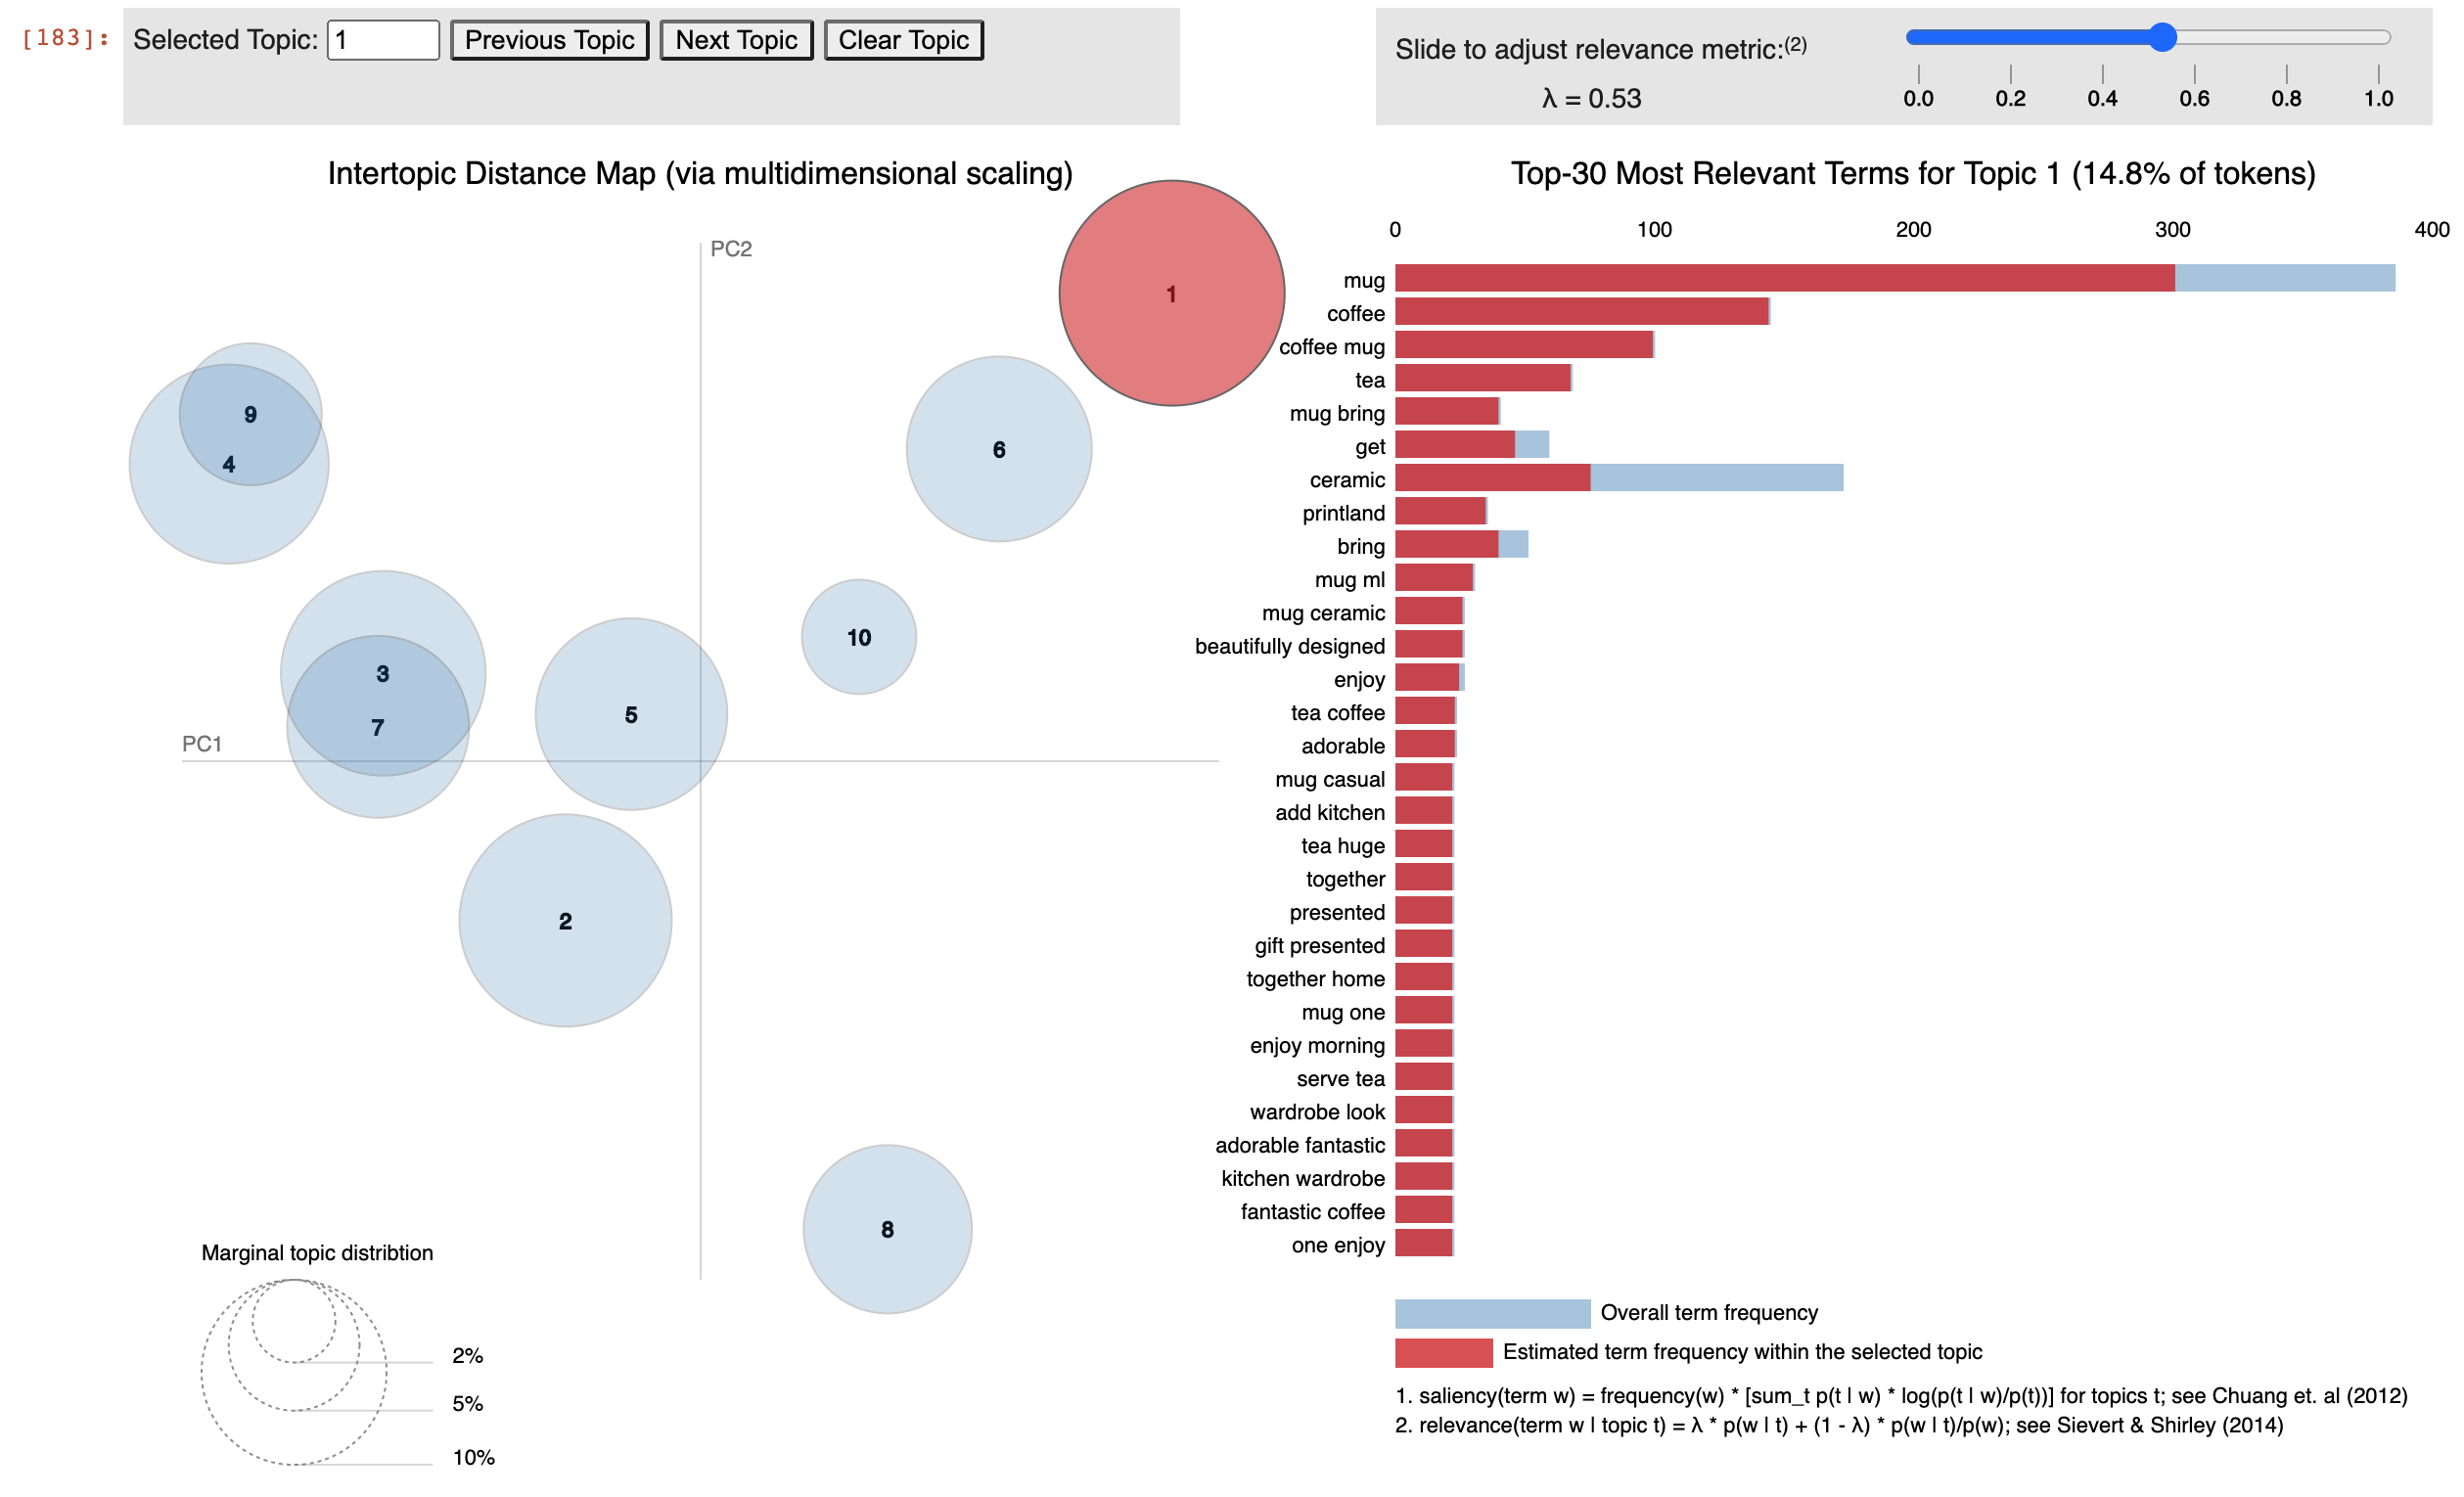 [183]:
Selected Topic: 1 Previous Topic Next Topic Clear Topic
Slide to adjust relevance metric:(2)
λ = 0.53
0.0 0.2 0.4 0.6 0.8 1.0
Intertopic Distance Map (via multidimensional scaling)
PC2
PC1
1
6
9
4
10
3
7
5
2
8
Marginal topic distribtion
2%
5%
10%
Top-30 Most Relevant Terms for Topic 1 (14.8% of tokens)
0 100 200 300 400
mug
coffee
coffee mug
tea
mug bring
get
ceramic
printland
bring
mug ml
mug ceramic
beautifully designed
enjoy
tea coffee
adorable
mug casual
add kitchen
tea huge
together
presented
gift presented
together home
mug one
enjoy morning
serve tea
wardrobe look
adorable fantastic
kitchen wardrobe
fantastic coffee
one enjoy
Overall term frequency
Estimated term frequency within the selected topic
1. saliency(term w) = frequency(w) * [sum_t p(t | w) * log(p(t | w)/p(t))] for topics t; see Chuang et. al (2012)
2. relevance(term w | topic t) = λ * p(w | t) + (1 - λ) * p(w | t)/p(w); see Sievert & Shirley (2014)